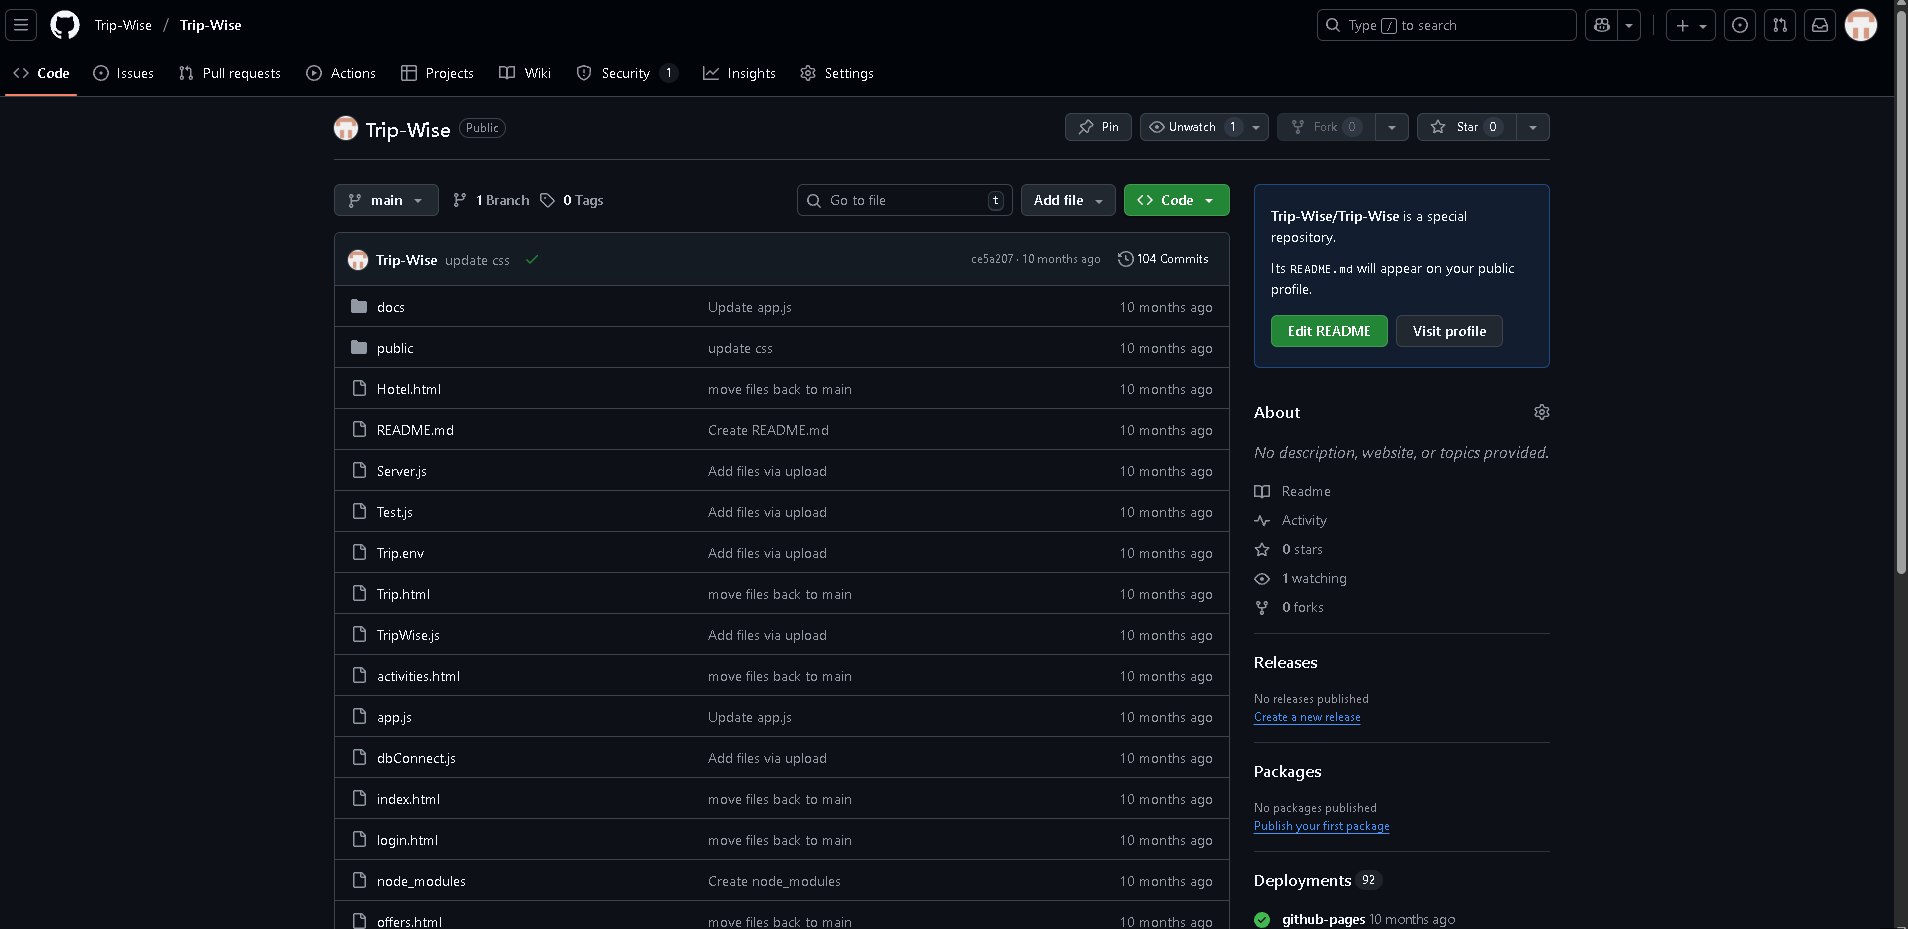 Trip-Wise / Trip-Wise
Type / to search
Code Issues Pull requests Actions Projects Wiki Security 1 Insights Settings
Trip-Wise Public
Pin Unwatch 1 Fork 0 Star 0
main 1 Branch 0 Tags Go to file t Add file Code
Trip-Wise update css ce5a207 · 10 months ago 104 Commits
docs Update app.js 10 months ago
public update css 10 months ago
Hotel.html move files back to main 10 months ago
README.md Create README.md 10 months ago
Server.js Add files via upload 10 months ago
Test.js Add files via upload 10 months ago
Trip.env Add files via upload 10 months ago
Trip.html move files back to main 10 months ago
TripWise.js Add files via upload 10 months ago
activities.html move files back to main 10 months ago
app.js Update app.js 10 months ago
dbConnect.js Add files via upload 10 months ago
index.html move files back to main 10 months ago
login.html move files back to main 10 months ago
node_modules Create node_modules 10 months ago
offers.html move files back to main 10 months ago
Trip-Wise/Trip-Wise is a special
repository.
Its README.md will appear on your public
profile.
Edit README Visit profile
About
No description, website, or topics provided.
Readme
Activity
0 stars
1 watching
0 forks
Releases
No releases published
Create a new release
Packages
No packages published
Publish your first package
Deployments 92
github-pages 10 months ago